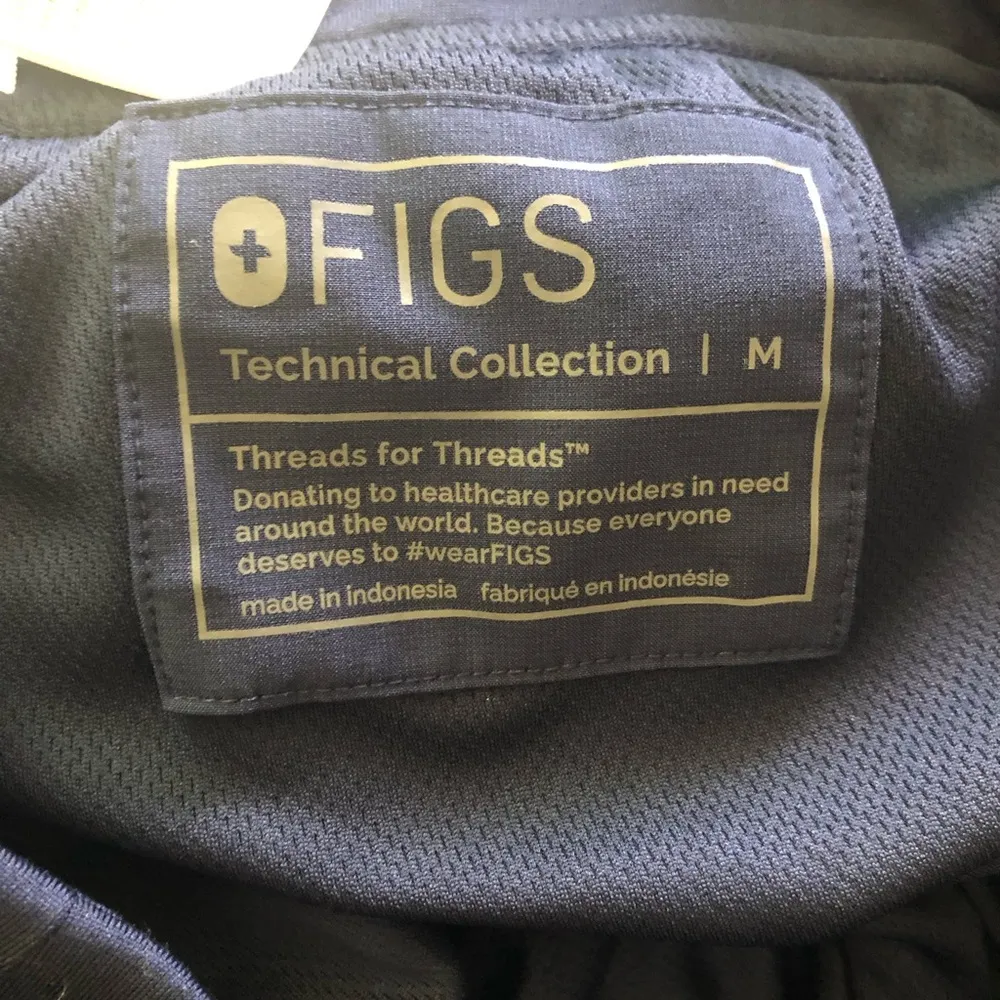 FIGS
Technical Collection | M
Threads for Threads™
Donating to healthcare providers in need
around the world. Because everyone
deserves to #wearFIGS
made in indonesia fabriqué en indonésie